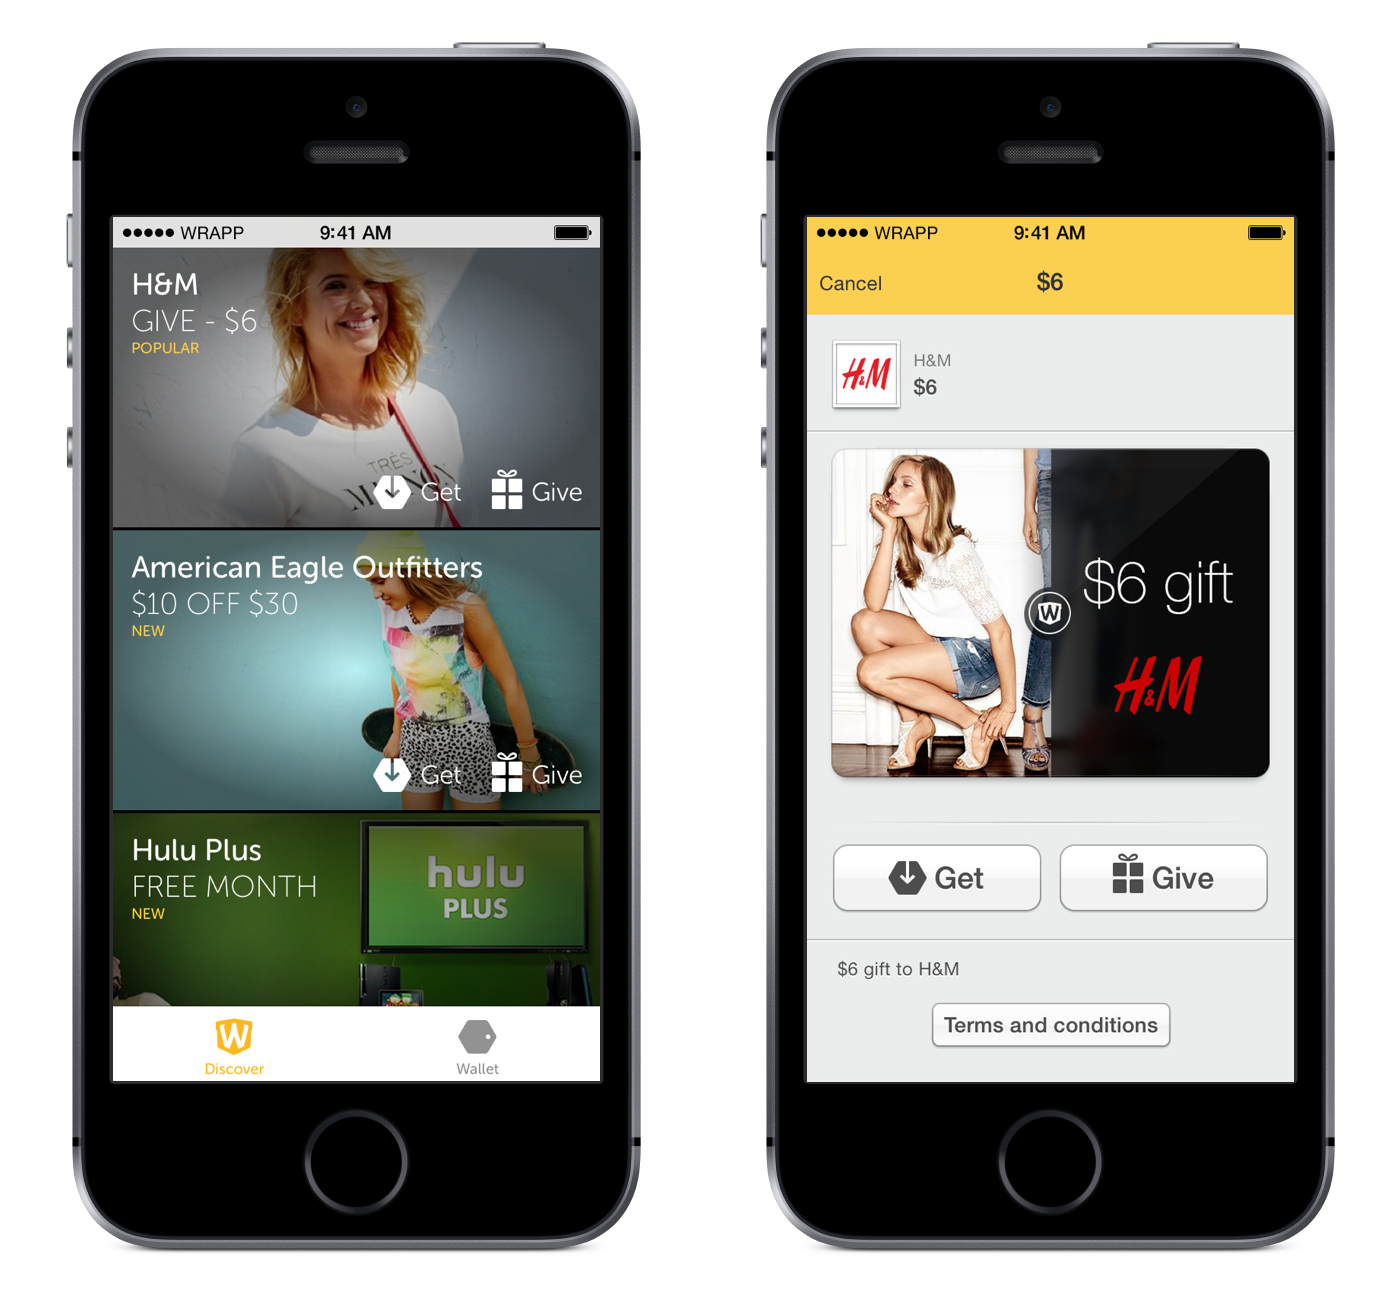 WRAPP 9:41 AM
H&M
GIVE - $6
POPULAR
TRÈS
Get Give
American Eagle Outfitters
$10 OFF $30
NEW
Get Give
Hulu Plus
FREE MONTH
NEW
hulu
PLUS
W
Discover Wallet
WRAPP 9:41 AM
Cancel $6
H&M
H&M
$6
$6 gift
W
H&M
Get Give
$6 gift to H&M
Terms and conditions